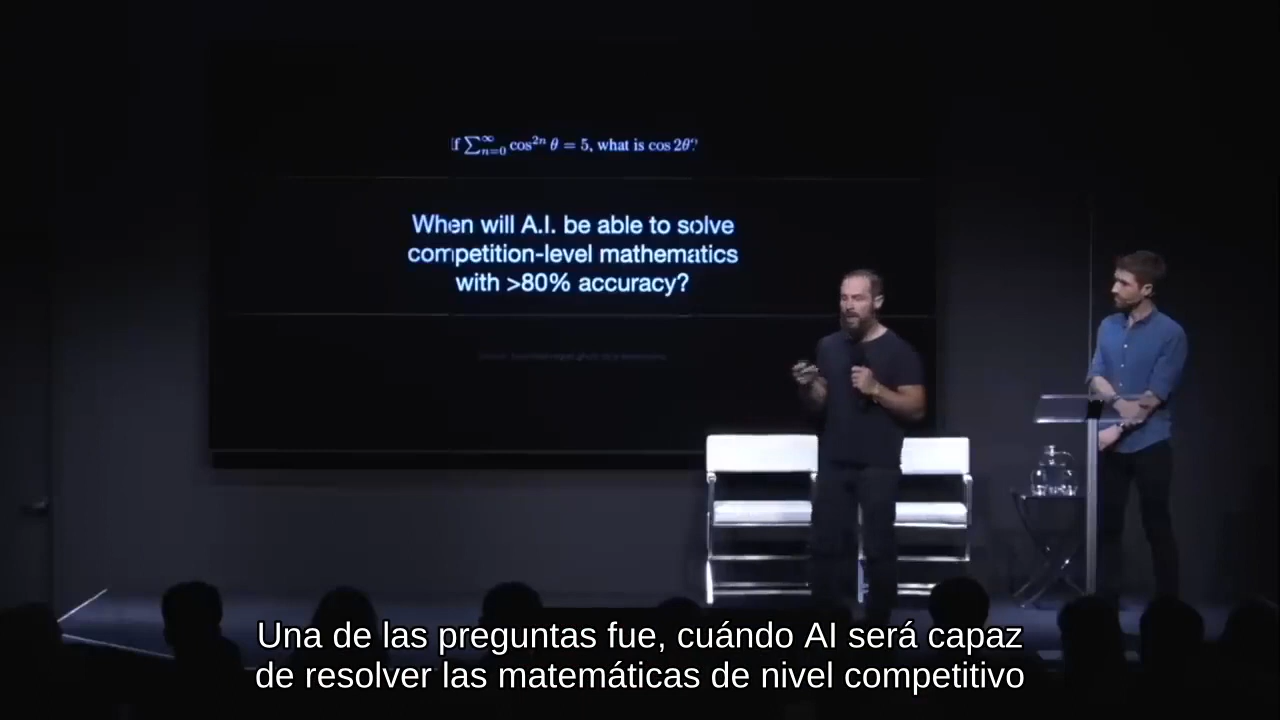 If ∑_{n=0}^{∞} cos^{2n} θ = 5, what is cos 2θ?
When will A.I. be able to solve
competition-level mathematics
with >80% accuracy?
Una de las preguntas fue, cuándo AI será capaz
de resolver las matemáticas de nivel competitivo